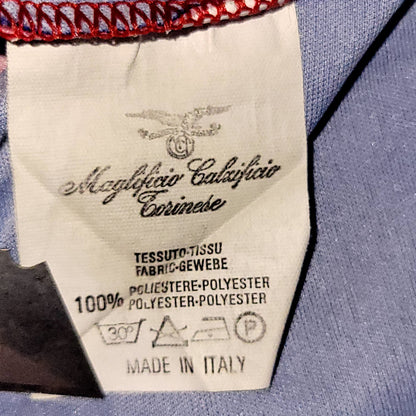 Maglificio Calzificio
Torinese
TESSUTO-TISSU
FABRIC-GEWEBE
100% POLIESTERE-POLYESTER
POLYESTER-POLYESTER
30° P
MADE IN ITALY